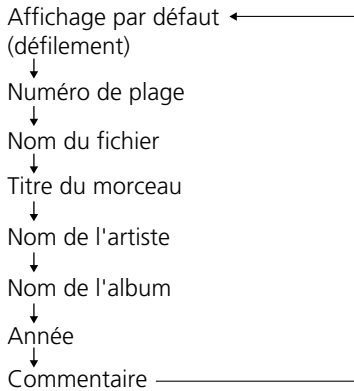 Affichage par défaut
(défilement)
Numéro de plage
Nom du fichier
Titre du morceau
Nom de l'artiste
Nom de l'album
Année
Commentaire